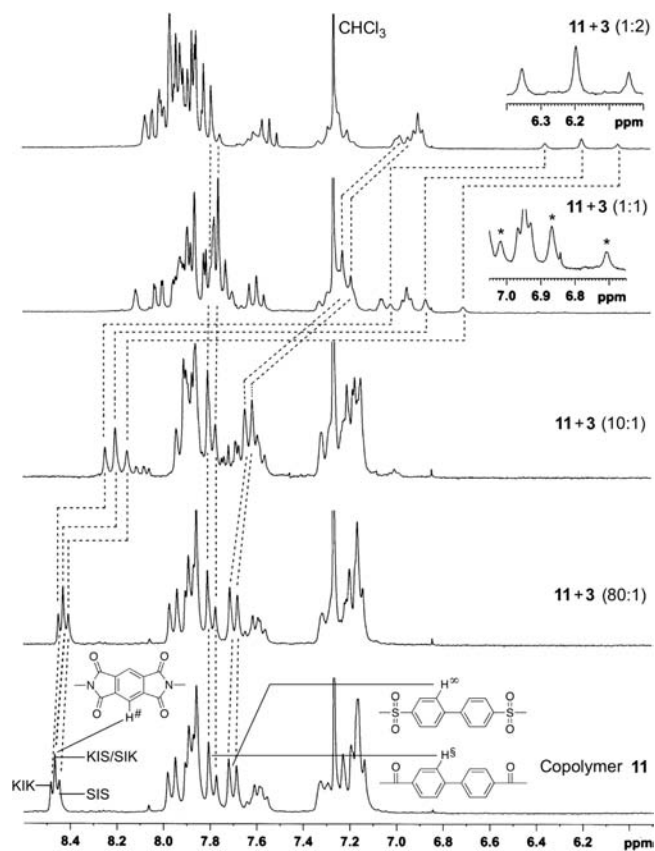 CHCl3
11 + 3 (1:2)
6.3 6.2 ppm
11 + 3 (1:1)
* * *
7.0 6.9 6.8 ppm
11 + 3 (10:1)
11 + 3 (80:1)
O O
N N
O O
H#
KIS/SIK
KIK
SIS
H∞
O O
S S
O O
H§
O O
Copolymer 11
8.4 8.2 8.0 7.8 7.6 7.4 7.2 7.0 6.8 6.6 6.4 6.2 ppm